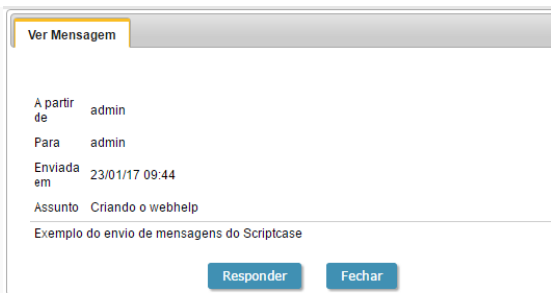 Ver Mensagem
A partir
de admin
Para admin
Enviada
em 23/01/17 09:44
Assunto Criando o webhelp
Exemplo do envio de mensagens do Scriptcase
Responder Fechar